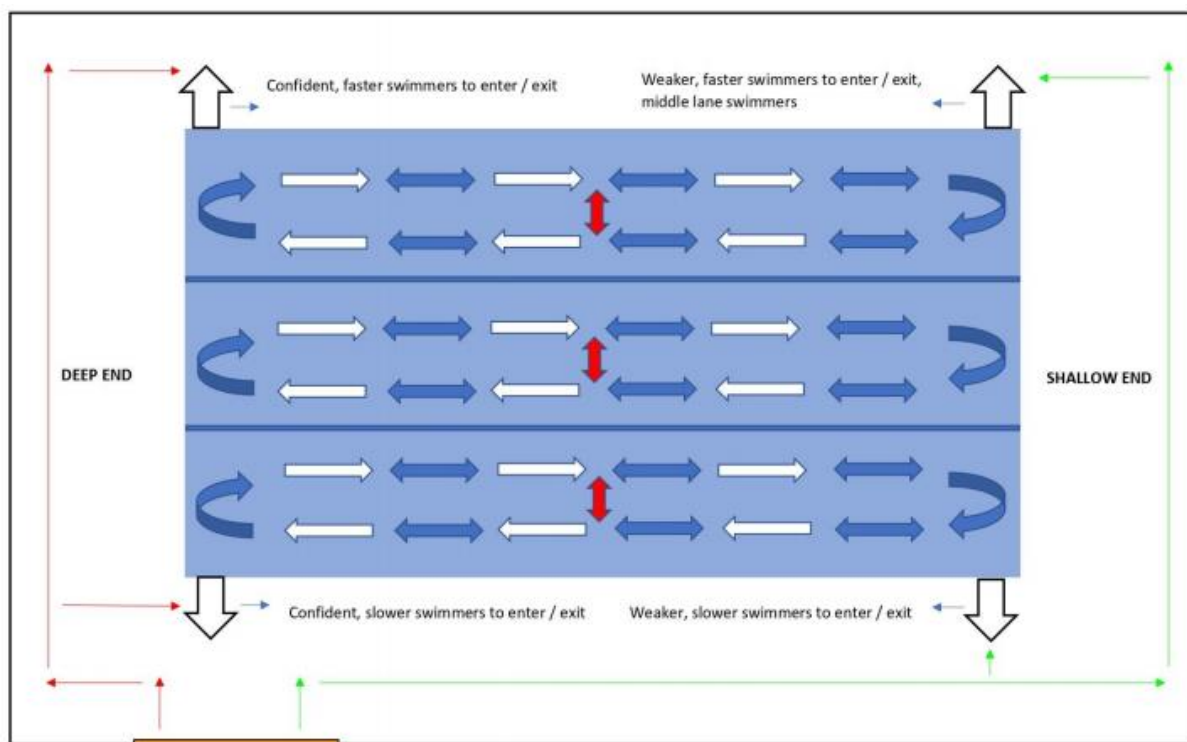 Confident, faster swimmers to enter / exit
Weaker, faster swimmers to enter / exit,
middle lane swimmers
DEEP END
SHALLOW END
Confident, slower swimmers to enter / exit
Weaker, slower swimmers to enter / exit